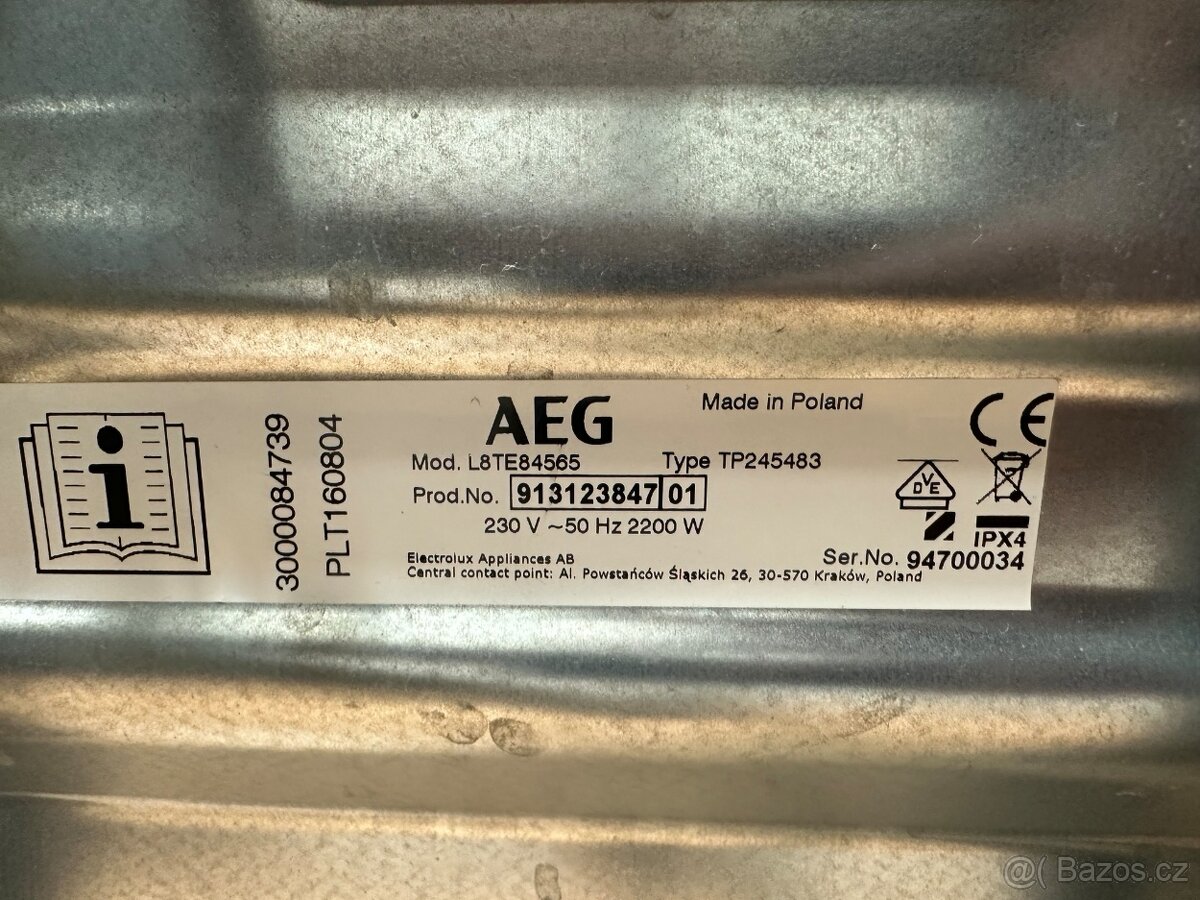 3000084739
PLT160804
AEG
Made in Poland
Mod. L8TE84565 Type TP245483
Prod.No. 913123847 01
230 V ~50 Hz 2200 W
Electrolux Appliances AB
Central contact point: Al. Powstańców Śląskich 26, 30-570 Kraków, Poland
CE
DVE
IPX4
Ser.No. 94700034
@( Bazos.cz